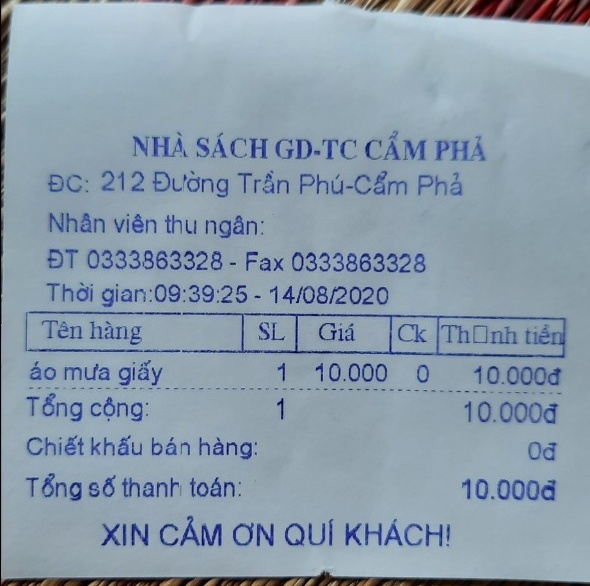 NHÀ SÁCH GD-TC CẨM PHẢ
ĐC: 212 Đường Trần Phú-Cẩm Phả
Nhân viên thu ngân:
ĐT 0333863328 - Fax 0333863328
Thời gian:09:39:25 - 14/08/2020
Tên hàng SL Giá Ck Th□nh tiền
áo mưa giấy 1 10.000 0 10.000đ
Tổng cộng: 1 10.000đ
Chiết khấu bán hàng: 0đ
Tổng số thanh toán: 10.000đ
XIN CẢM ƠN QUÍ KHÁCH!